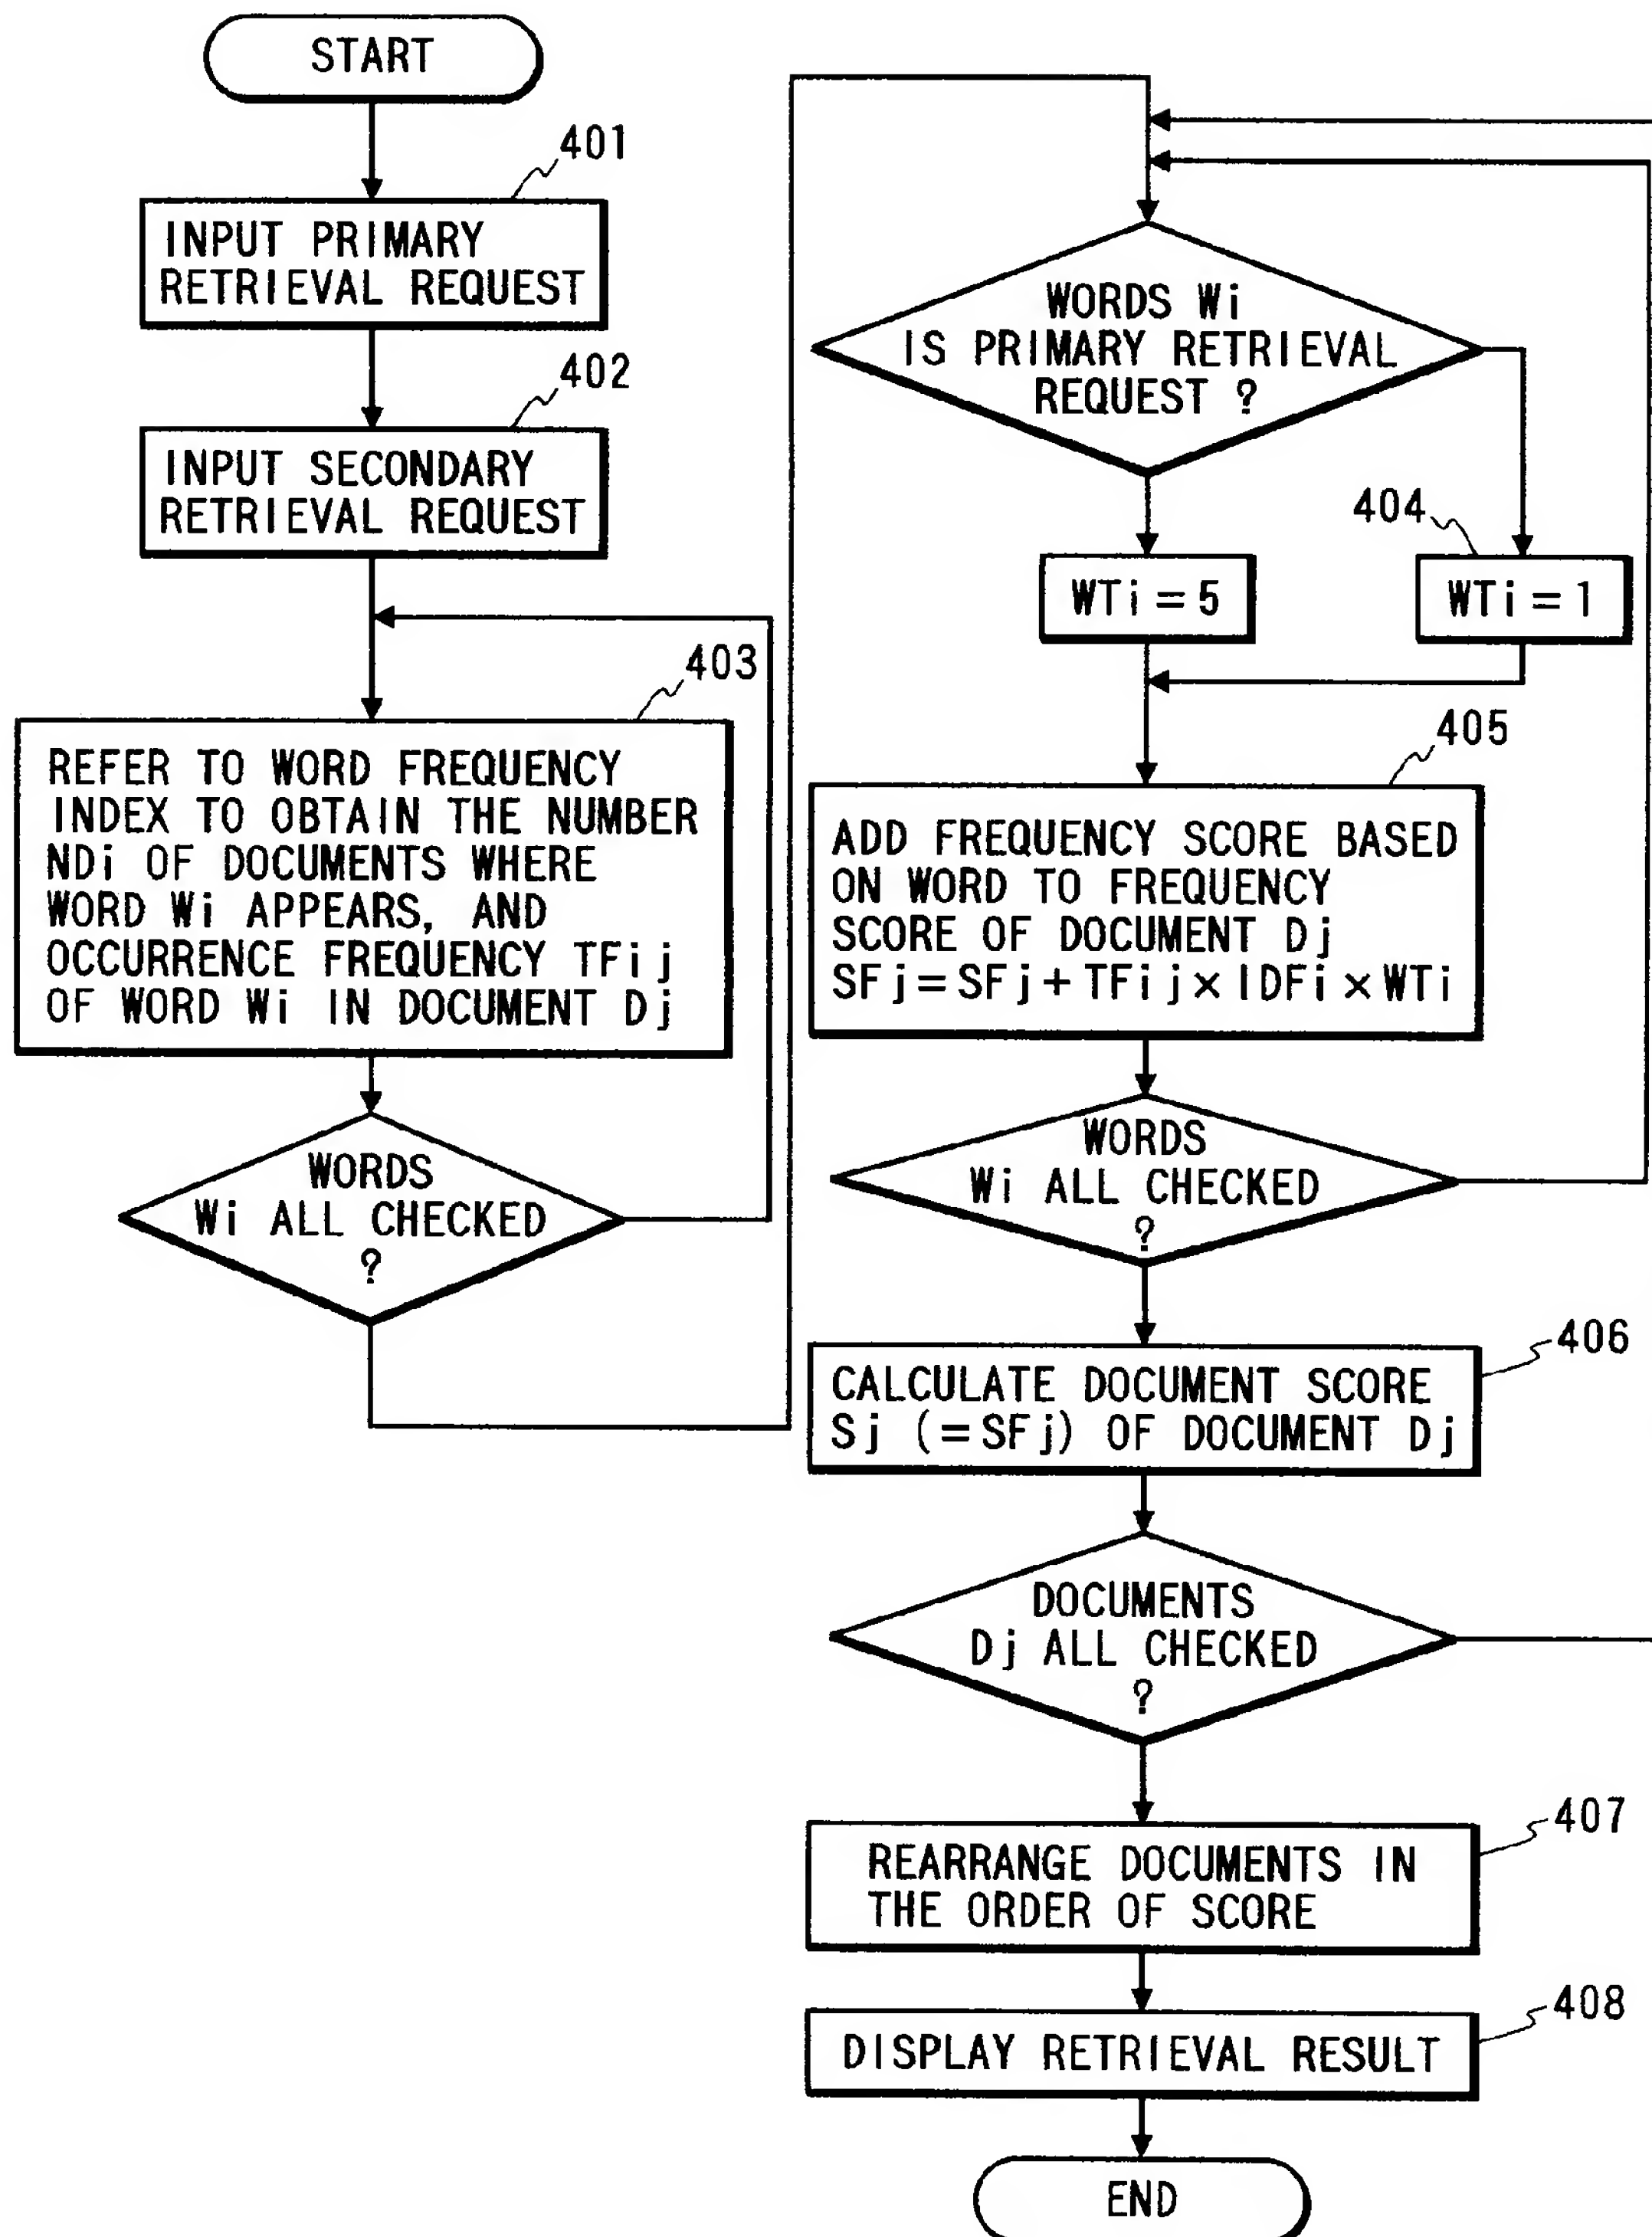 START
401
INPUT PRIMARY
RETRIEVAL REQUEST
402
INPUT SECONDARY
RETRIEVAL REQUEST
403
REFER TO WORD FREQUENCY
INDEX TO OBTAIN THE NUMBER
NDi OF DOCUMENTS WHERE
WORD Wi APPEARS, AND
OCCURRENCE FREQUENCY TFij
OF WORD Wi IN DOCUMENT Dj
WORDS
Wi ALL CHECKED
?
WORDS Wi
IS PRIMARY RETRIEVAL
REQUEST ?
404
WTi = 5
WTi = 1
405
ADD FREQUENCY SCORE BASED
ON WORD TO FREQUENCY
SCORE OF DOCUMENT Dj
SFj = SFj + TFij × IDFi × WTi
WORDS
Wi ALL CHECKED
?
406
CALCULATE DOCUMENT SCORE
Sj (=SFj) OF DOCUMENT Dj
DOCUMENTS
Dj ALL CHECKED
?
407
REARRANGE DOCUMENTS IN
THE ORDER OF SCORE
408
DISPLAY RETRIEVAL RESULT
END